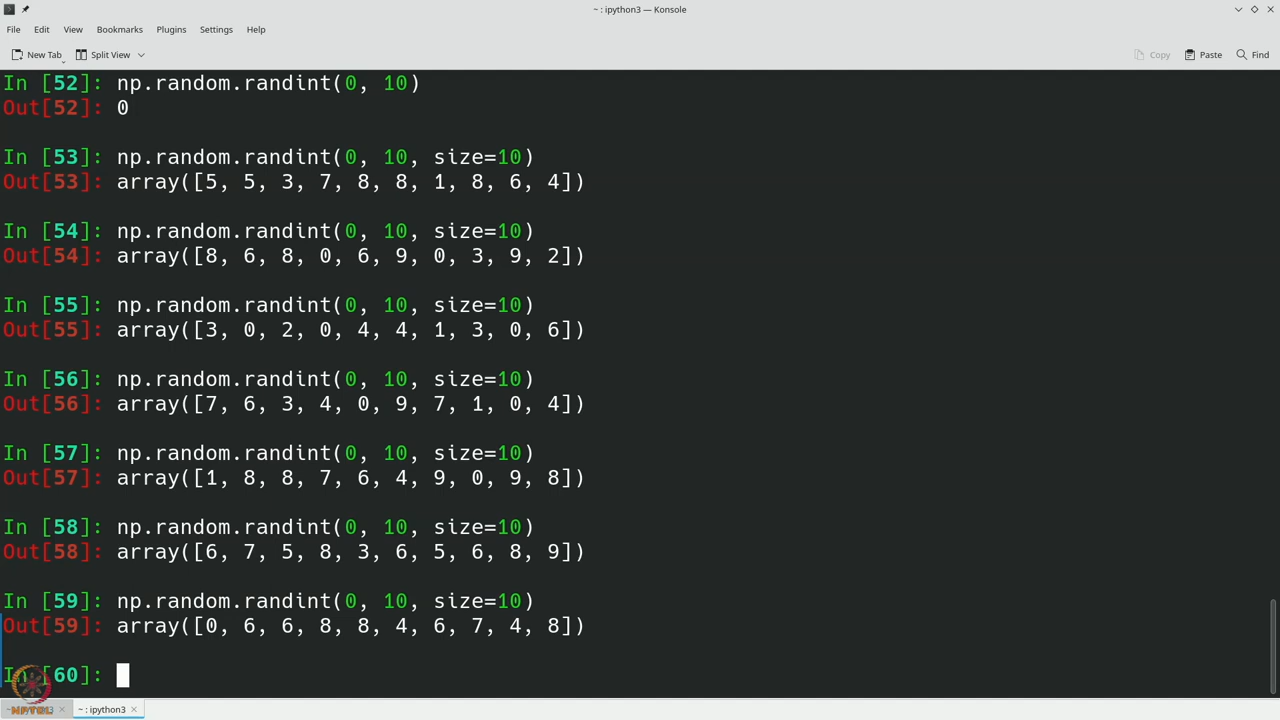 ~ : ipython3 — Konsole
File Edit View Bookmarks Plugins Settings Help
New Tab Split View Copy Paste Find
In [52]: np.random.randint(0, 10)
Out[52]: 0
In [53]: np.random.randint(0, 10, size=10)
Out[53]: array([5, 5, 3, 7, 8, 8, 1, 8, 6, 4])
In [54]: np.random.randint(0, 10, size=10)
Out[54]: array([8, 6, 8, 0, 6, 9, 0, 3, 9, 2])
In [55]: np.random.randint(0, 10, size=10)
Out[55]: array([3, 0, 2, 0, 4, 4, 1, 3, 0, 6])
In [56]: np.random.randint(0, 10, size=10)
Out[56]: array([7, 6, 3, 4, 0, 9, 7, 1, 0, 4])
In [57]: np.random.randint(0, 10, size=10)
Out[57]: array([1, 8, 8, 7, 6, 4, 9, 0, 9, 8])
In [58]: np.random.randint(0, 10, size=10)
Out[58]: array([6, 7, 5, 8, 3, 6, 5, 6, 8, 9])
In [59]: np.random.randint(0, 10, size=10)
Out[59]: array([0, 6, 6, 8, 8, 4, 6, 7, 4, 8])
In [60]:
NPTEL
~ : ipython3